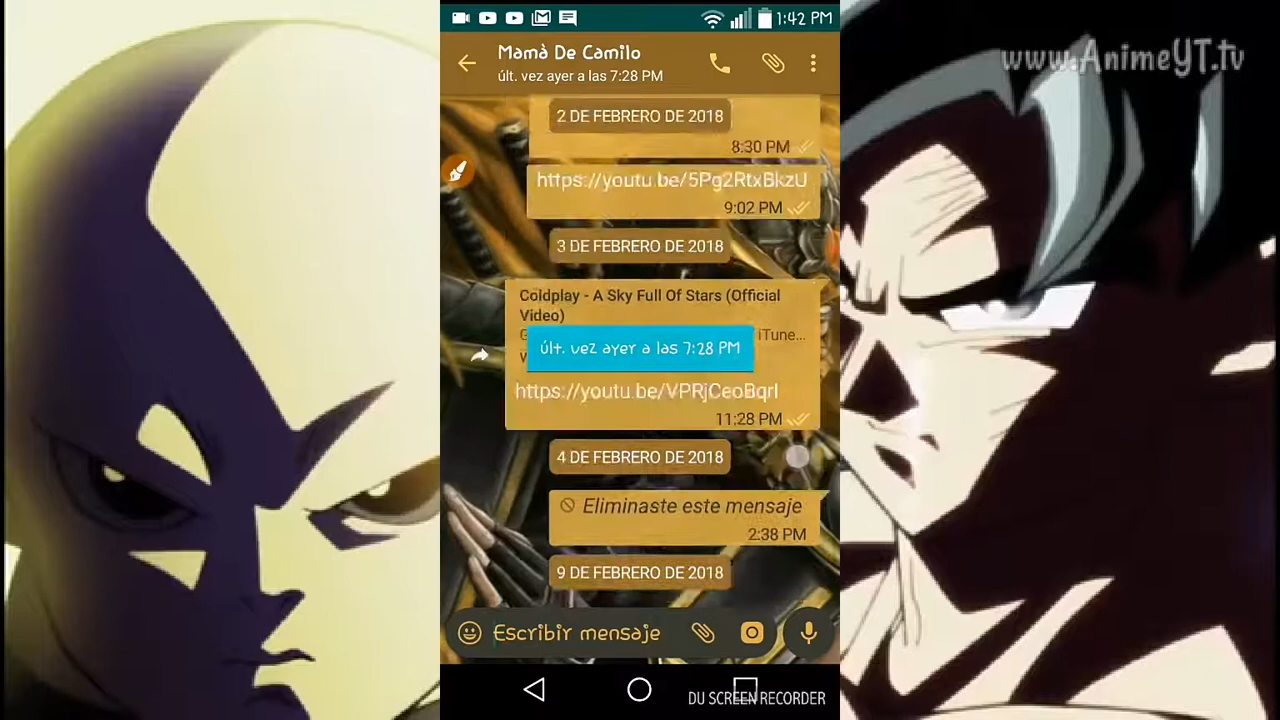 www.AnimeYT.tv
1:42 PM
Mamà De Camilo
últ. vez ayer a las 7:28 PM
2 DE FEBRERO DE 2018
8:30 PM
https://youtu.be/5Pg2RtxBkzU
9:02 PM
3 DE FEBRERO DE 2018
Coldplay - A Sky Full Of Stars (Official
Video)
iTune...
últ. vez ayer a las 7:28 PM
https://youtu.be/VPRjCeoBqrI
11:28 PM
4 DE FEBRERO DE 2018
Eliminaste este mensaje
2:38 PM
9 DE FEBRERO DE 2018
Escribir mensaje
DU SCREEN RECORDER